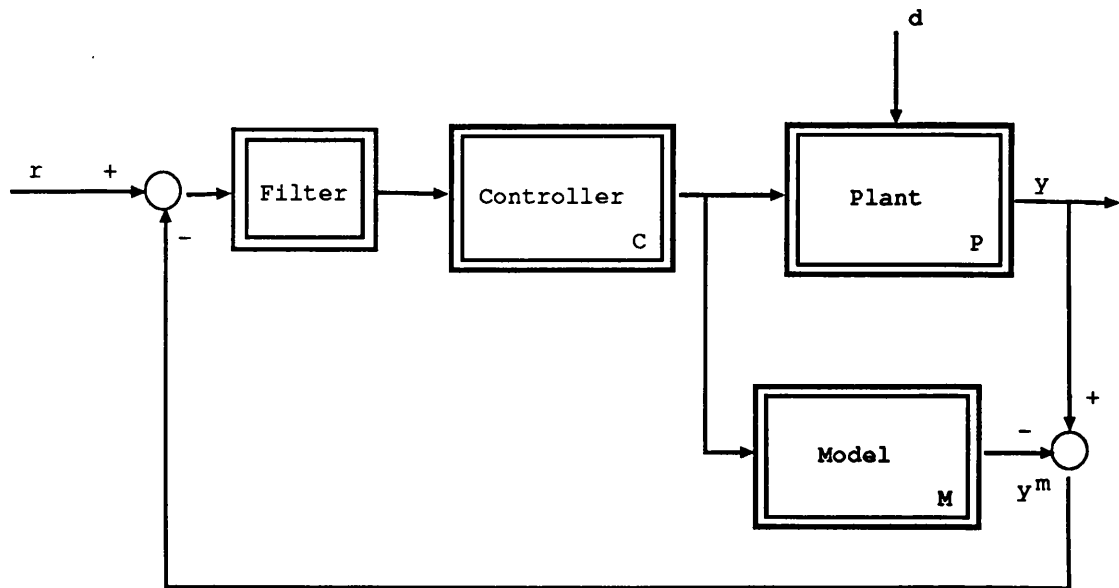 d
r
+
-
Filter
Controller
C
Plant
P
y
+
-
Model
M
y^m